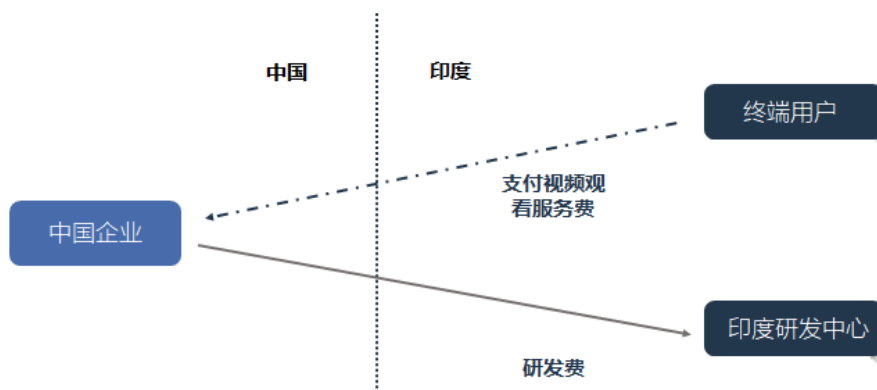 中国
印度
终端用户
支付视频观
看服务费
中国企业
印度研发中心
研发费